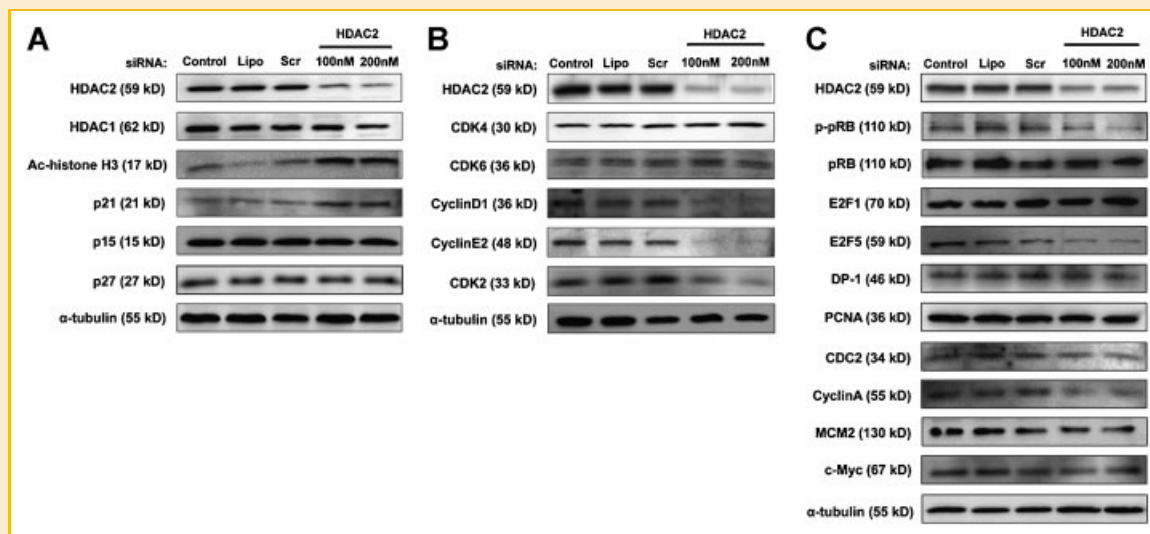 A
HDAC2
siRNA: Control Lipo Scr 100nM 200nM
HDAC2 (59 kD)
HDAC1 (62 kD)
Ac-histone H3 (17 kD)
p21 (21 kD)
p15 (15 kD)
p27 (27 kD)
α-tubulin (55 kD)
B
HDAC2
siRNA: Control Lipo Scr 100nM 200nM
HDAC2 (59 kD)
CDK4 (30 kD)
CDK6 (36 kD)
CyclinD1 (36 kD)
CyclinE2 (48 kD)
CDK2 (33 kD)
α-tubulin (55 kD)
C
HDAC2
siRNA: Control Lipo Scr 100nM 200nM
HDAC2 (59 kD)
p-pRB (110 kD)
pRB (110 kD)
E2F1 (70 kD)
E2F5 (59 kD)
DP-1 (46 kD)
PCNA (36 kD)
CDC2 (34 kD)
CyclinA (55 kD)
MCM2 (130 kD)
c-Myc (67 kD)
α-tubulin (55 kD)